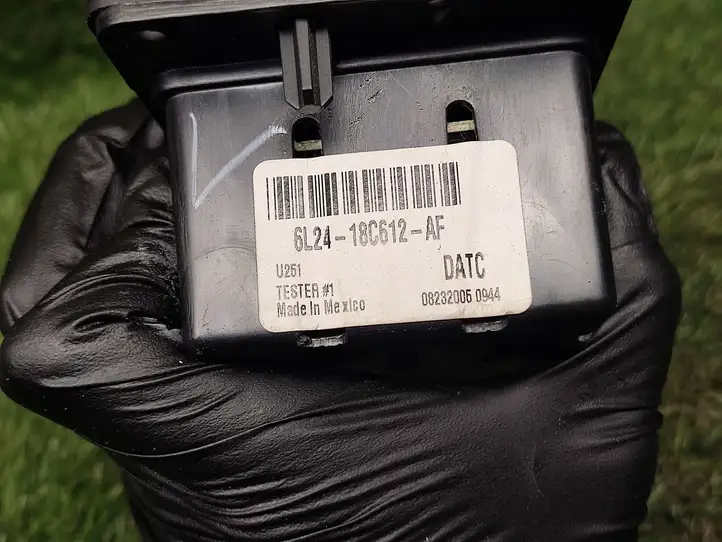 6L24-18C612-AF
U251
DATC
TESTER #1
Made In Mexico
08232005 0944